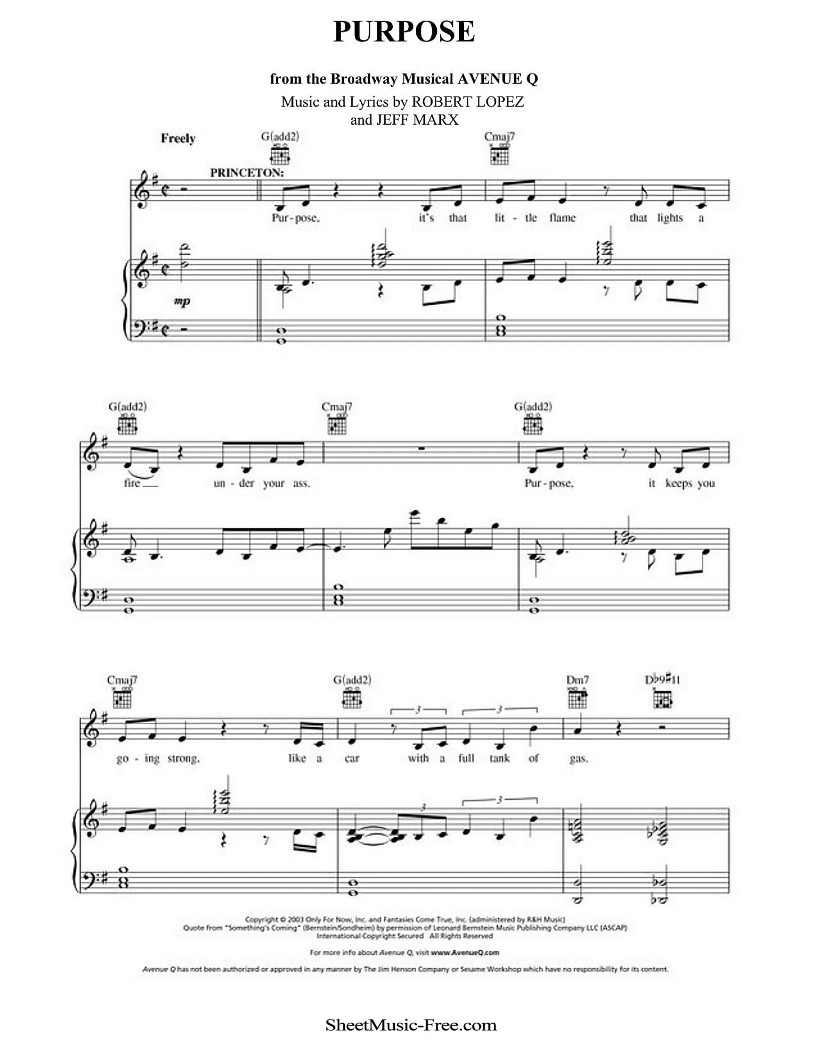 PURPOSE
from the Broadway Musical AVENUE Q
Music and Lyrics by ROBERT LOPEZ
and JEFF MARX
Freely
G(add2) Cmaj7
PRINCETON:
Pur - pose, it's that lit - tle flame that lights a
mp
G(add2) Cmaj7 G(add2)
fire un - der your ass. Pur - pose, it keeps you
Cmaj7 G(add2) Dm7 D♭9♯11
3 3
go - ing strong, like a car with a full tank of gas.
3 3
Copyright © 2003 Only For Now, Inc. and Fantasies Come True, Inc. (administered by R&H Music)
Quote from "Something's Coming" (Bernstein/Sondheim) by permission of Leonard Bernstein Music Publishing Company LLC (ASCAP)
International Copyright Secured All Rights Reserved
For more info about Avenue Q, visit www.AvenueQ.com
Avenue Q has not been authorized or approved in any manner by The Jim Henson Company or Sesame Workshop which have no responsibility for its content.
SheetMusic-Free.com